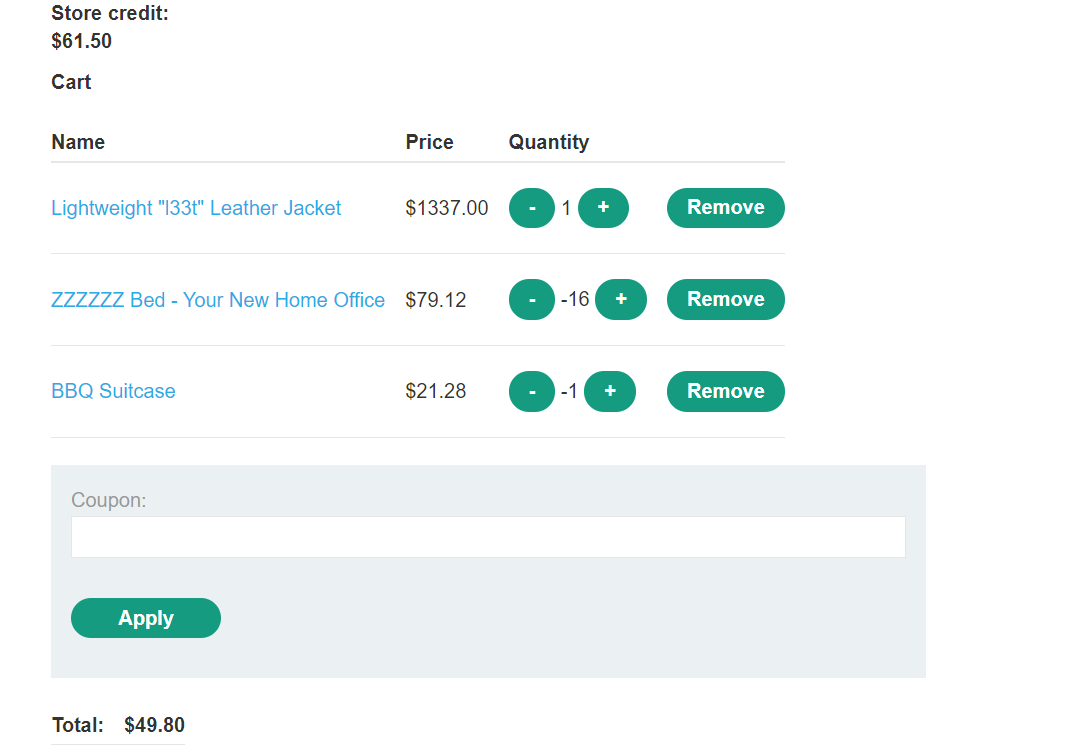 Store credit:
$61.50
Cart
Name Price Quantity
Lightweight "l33t" Leather Jacket $1337.00 - 1 + Remove
ZZZZZZ Bed - Your New Home Office $79.12 - -16 + Remove
BBQ Suitcase $21.28 - -1 + Remove
Coupon:
Apply
Total: $49.80